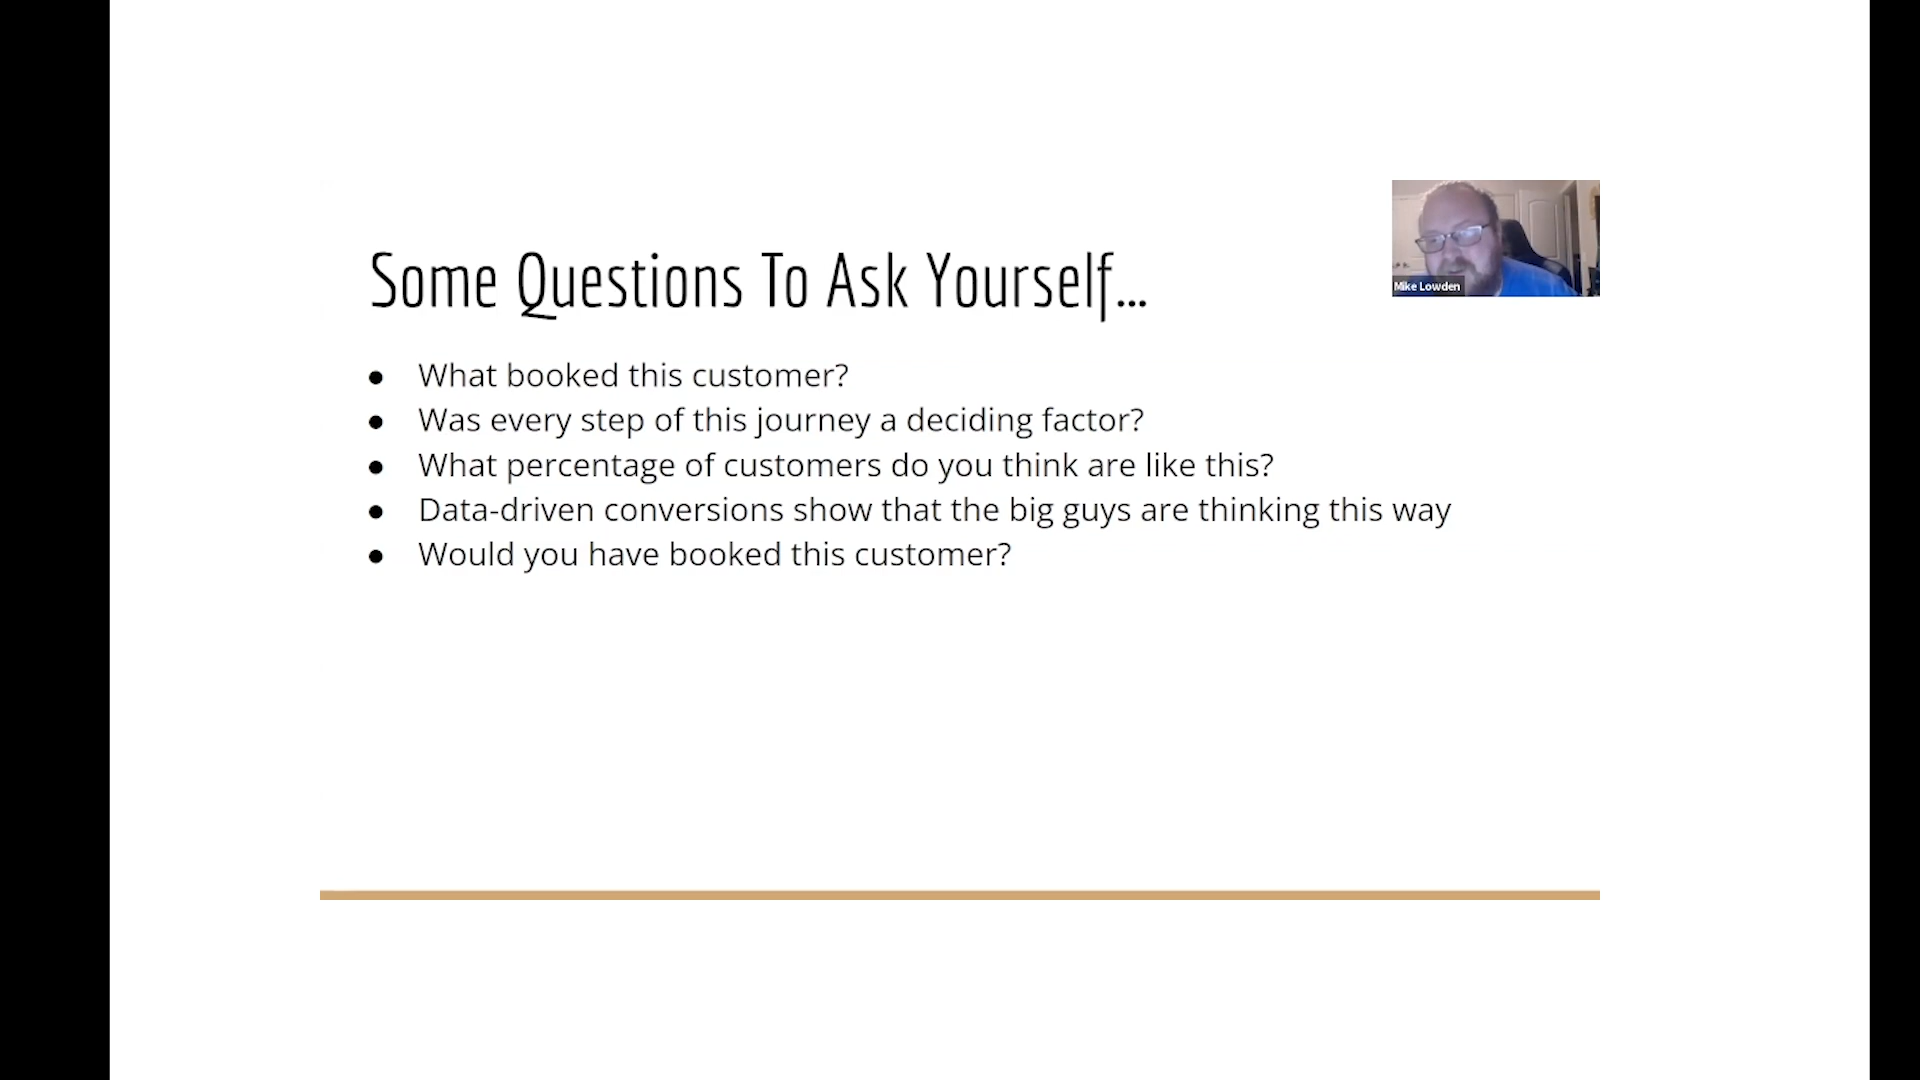 Some Questions To Ask Yourself...
Mike Lowden
● What booked this customer?
● Was every step of this journey a deciding factor?
● What percentage of customers do you think are like this?
● Data-driven conversions show that the big guys are thinking this way
● Would you have booked this customer?